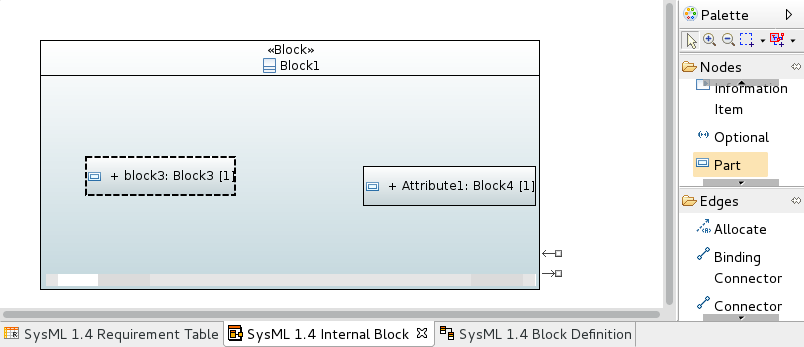 «Block»
Block1
+ block3: Block3 [1]
+ Attribute1: Block4 [1]
Palette
Nodes
Information
Item
Optional
Part
Edges
Allocate
Binding
Connector
Connector
SysML 1.4 Requirement Table
SysML 1.4 Internal Block
SysML 1.4 Block Definition